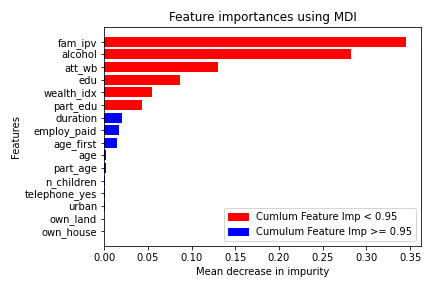 Feature importances using MDI
Features
fam_ipv
alcohol
att_wb
edu
wealth_idx
part_edu
duration
employ_paid
age_first
age
part_age
n_children
telephone_yes
urban
own_land
own_house
Cumlum Feature Imp < 0.95
Cumulum Feature Imp >= 0.95
0.00 0.05 0.10 0.15 0.20 0.25 0.30 0.35
Mean decrease in impurity